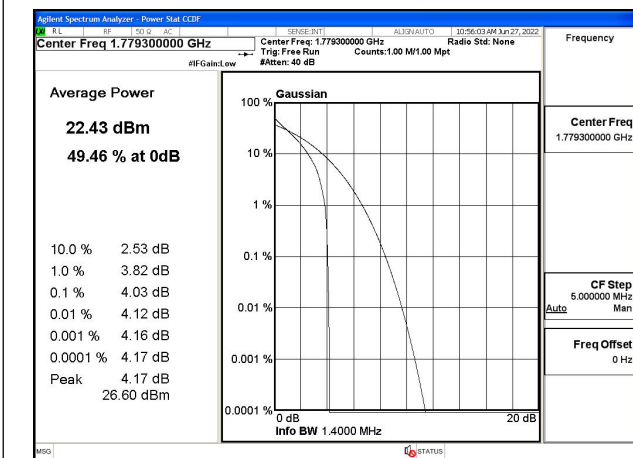 Agilent Spectrum Analyzer - Power Stat CCDF
LXI RL RF 50 Ω AC SENSE:INT ALIGNAUTO 10:56:03 AM Jun 27, 2022
Center Freq 1.779300000 GHz
Center Freq: 1.779300000 GHz Radio Std: None
Trig: Free Run Counts:1.00 M/1.00 Mpt
#IFGain:Low #Atten: 40 dB
Frequency
Average Power
22.43 dBm
49.46 % at 0dB
10.0 % 2.53 dB
1.0 % 3.82 dB
0.1 % 4.03 dB
0.01 % 4.12 dB
0.001 % 4.16 dB
0.0001 % 4.17 dB
Peak 4.17 dB
26.60 dBm
Gaussian
100 %
10 %
1 %
0.1 %
0.01 %
0.001 %
0.0001 %
0 dB 20 dB
Info BW 1.4000 MHz
Center Freq
1.779300000 GHz
CF Step
5.000000 MHz
Auto Man
Freq Offset
0 Hz
MSG STATUS